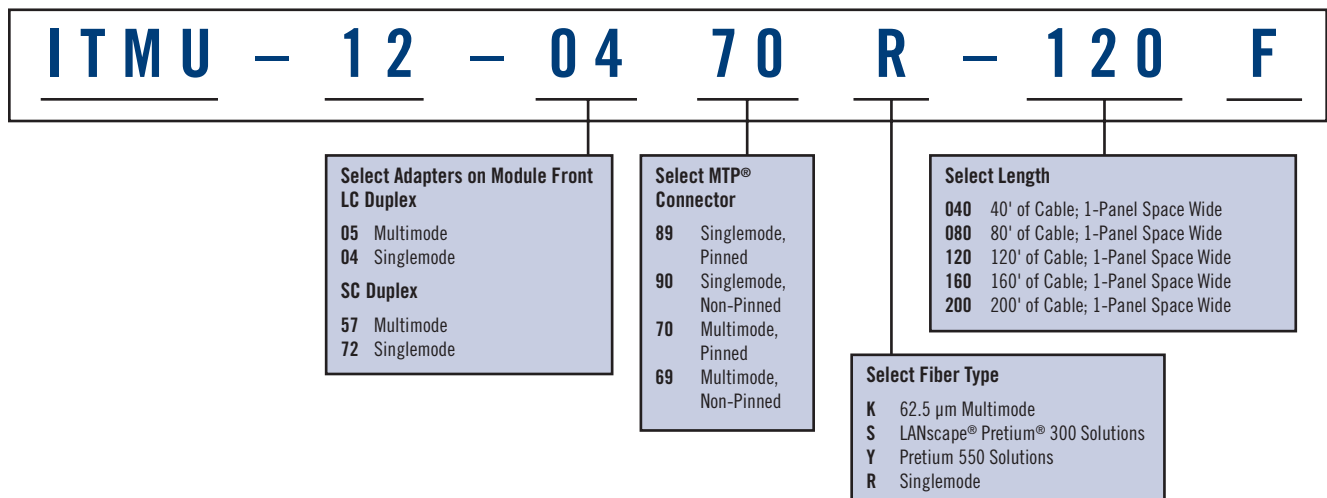 ITMU – 12 – 04 70 R – 120 F
Select Adapters on Module Front
LC Duplex
05 Multimode
04 Singlemode
SC Duplex
57 Multimode
72 Singlemode
Select MTP®
Connector
89 Singlemode,
Pinned
90 Singlemode,
Non-Pinned
70 Multimode,
Pinned
69 Multimode,
Non-Pinned
Select Fiber Type
K 62.5 µm Multimode
S LANscape® Pretium® 300 Solutions
Y Pretium 550 Solutions
R Singlemode
Select Length
040 40' of Cable; 1-Panel Space Wide
080 80' of Cable; 1-Panel Space Wide
120 120' of Cable; 1-Panel Space Wide
160 160' of Cable; 1-Panel Space Wide
200 200' of Cable; 1-Panel Space Wide